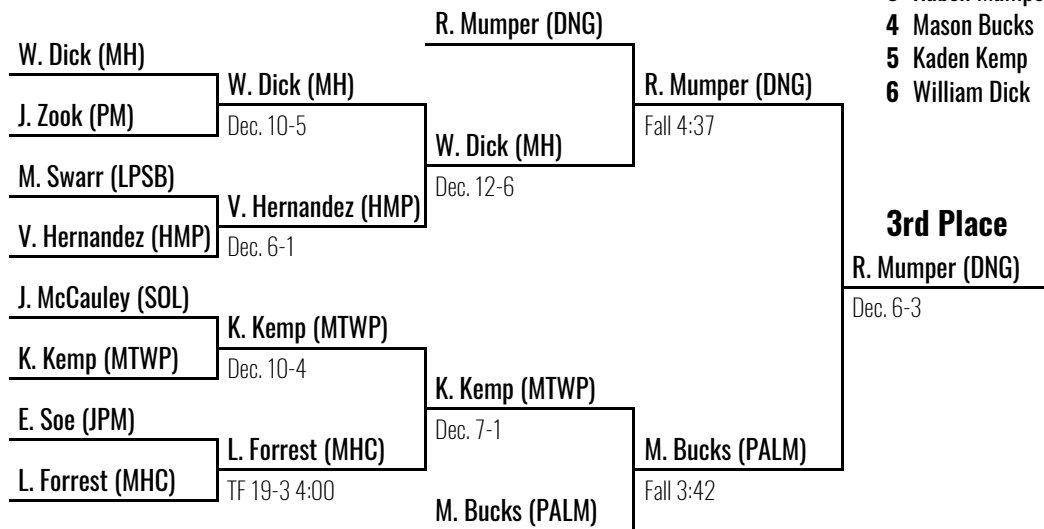 4 Mason Bucks
5 Kaden Kemp
6 William Dick
R. Mumper (DNG)
W. Dick (MH)
W. Dick (MH)
R. Mumper (DNG)
J. Zook (PM)
Dec. 10-5
Fall 4:37
W. Dick (MH)
M. Swarr (LPSB)
Dec. 12-6
V. Hernandez (HMP)
V. Hernandez (HMP)
Dec. 6-1
3rd Place
R. Mumper (DNG)
J. McCauley (SOL)
Dec. 6-3
K. Kemp (MTWP)
K. Kemp (MTWP)
Dec. 10-4
K. Kemp (MTWP)
E. Soe (JPM)
Dec. 7-1
L. Forrest (MHC)
M. Bucks (PALM)
L. Forrest (MHC)
TF 19-3 4:00
Fall 3:42
M. Bucks (PALM)